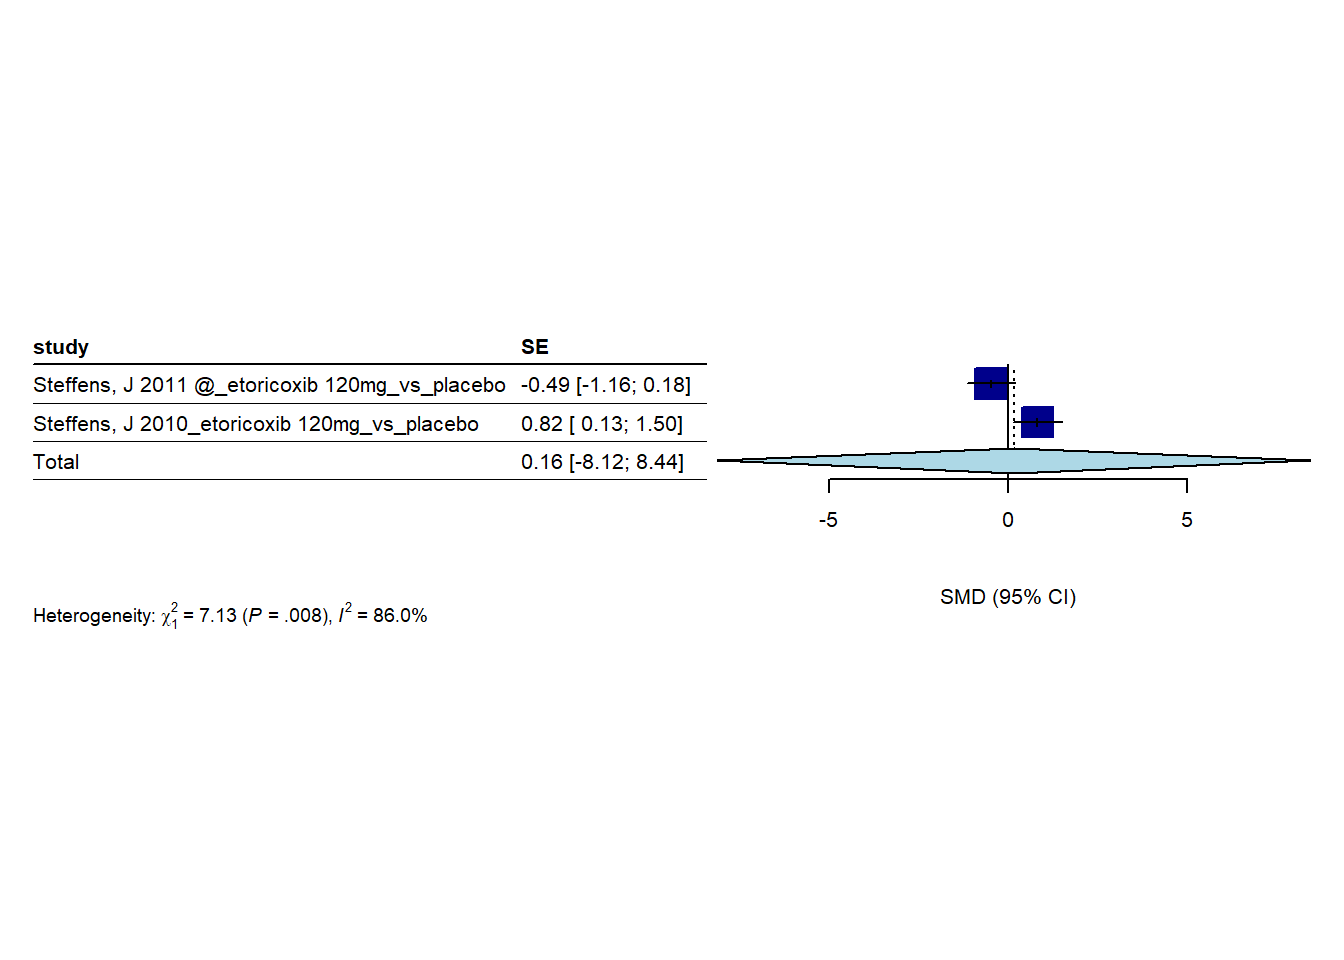 study SE
Steffens, J 2011 @_etoricoxib 120mg_vs_placebo -0.49 [-1.16; 0.18]
Steffens, J 2010_etoricoxib 120mg_vs_placebo 0.82 [ 0.13; 1.50]
Total 0.16 [-8.12; 8.44]
-5 0 5
SMD (95% CI)
Heterogeneity: χ²₁ = 7.13 (P = .008), I² = 86.0%